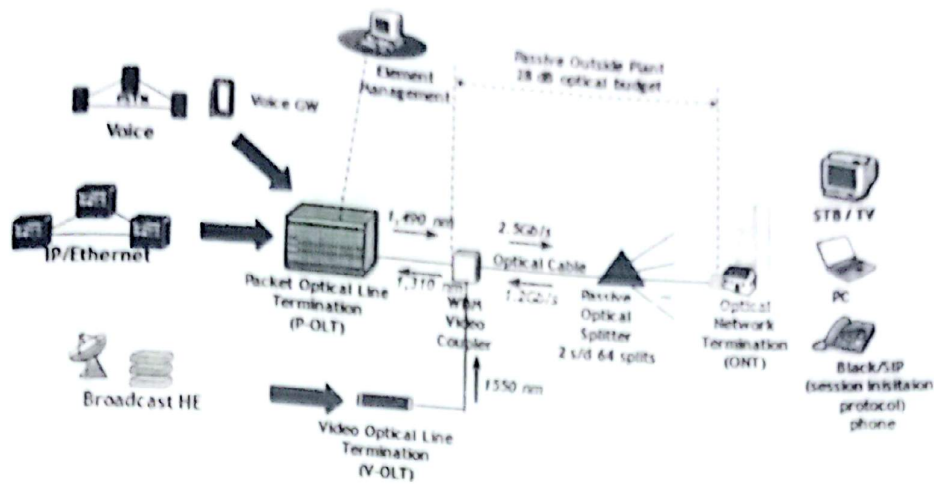 Element
Management
Passive Outside Plant
28 dB optical budget
PSTN
Voice GW
Voice
IP/Ethernet
1,490 nm
1,310 nm
2.5Gb/s
Optical Cable
1.2Gb/s
STB / TV
PC
Packet Optical Line
Termination
(P-OLT)
WDM
Video
Coupler
Passive
Optical
Splitter
2 s/d 64 splits
Optical
Network
Termination
(ONT)
Black/SIP
(session inisitaion
protocol)
phone
1550 nm
Broadcast HE
Video Optical Line
Termination
(V-OLT)